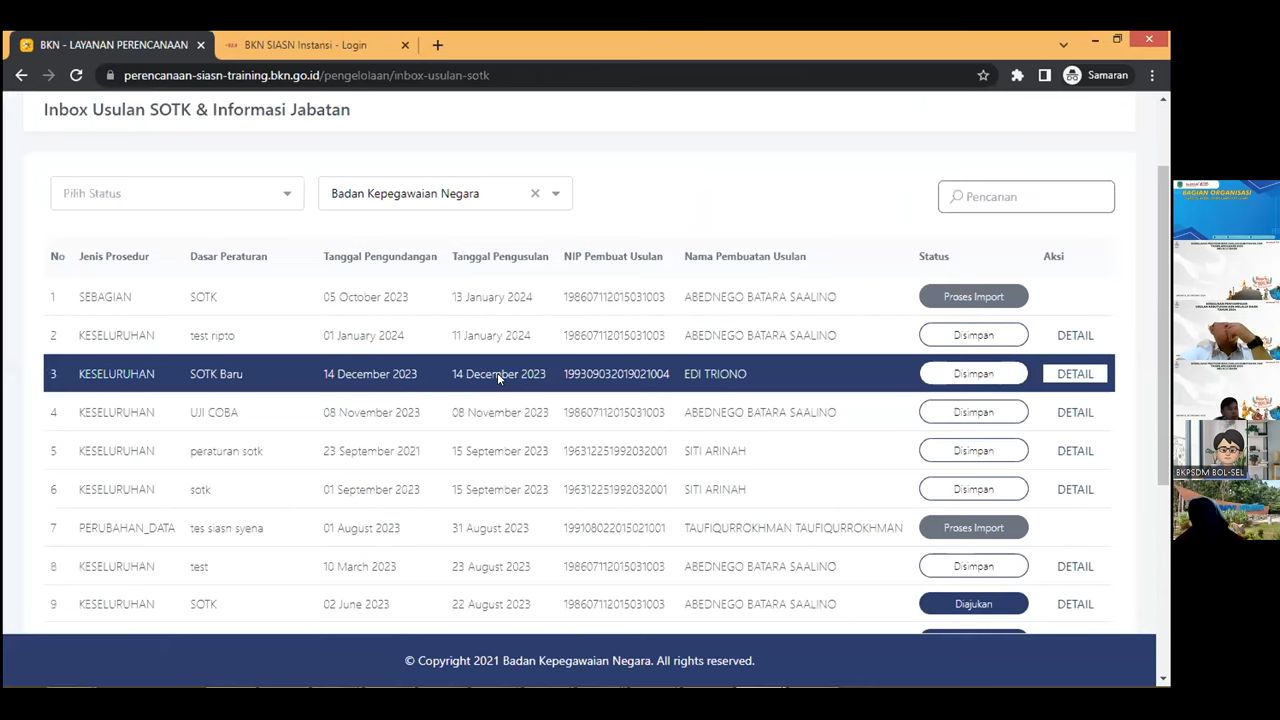 BKN - LAYANAN PERENCANAAN
BKN SIASN Instansi - Login
perencanaan-siasn-training.bkn.go.id/pengelolaan/inbox-usulan-sotk
Samaran
Inbox Usulan SOTK & Informasi Jabatan
Pilih Status
Badan Kepegawaian Negara
Pencarian
No Jenis Prosedur Dasar Peraturan Tanggal Pengundangan Tanggal Pengusulan NIP Pembuat Usulan Nama Pembuatan Usulan Status Aksi
1 SEBAGIAN SOTK 05 October 2023 13 January 2024 198607112015031003 ABEDNEGO BATARA SAALINO Proses Import
2 KESELURUHAN test ripto 01 January 2024 11 January 2024 198607112015031003 ABEDNEGO BATARA SAALINO Disimpan DETAIL
3 KESELURUHAN SOTK Baru 14 December 2023 14 December 2023 199309032019021004 EDI TRIONO Disimpan DETAIL
4 KESELURUHAN UJI COBA 08 November 2023 08 November 2023 198607112015031003 ABEDNEGO BATARA SAALINO Disimpan DETAIL
5 KESELURUHAN peraturan sotk 23 September 2021 15 September 2023 196312251992032001 SITI ARINAH Disimpan DETAIL
6 KESELURUHAN sotk 01 September 2023 15 September 2023 196312251992032001 SITI ARINAH Disimpan DETAIL
7 PERUBAHAN_DATA tes siasn syena 01 August 2023 31 August 2023 199108022015021001 TAUFIQURROKHMAN TAUFIQURROKHMAN Proses Import
8 KESELURUHAN test 10 March 2023 23 August 2023 198607112015031003 ABEDNEGO BATARA SAALINO Disimpan DETAIL
9 KESELURUHAN SOTK 02 June 2023 22 August 2023 198607112015031003 ABEDNEGO BATARA SAALINO Diajukan DETAIL
© Copyright 2021 Badan Kepegawaian Negara. All rights reserved.
BAGIAN ORGANISASI
BKPSDM BOL-SEL